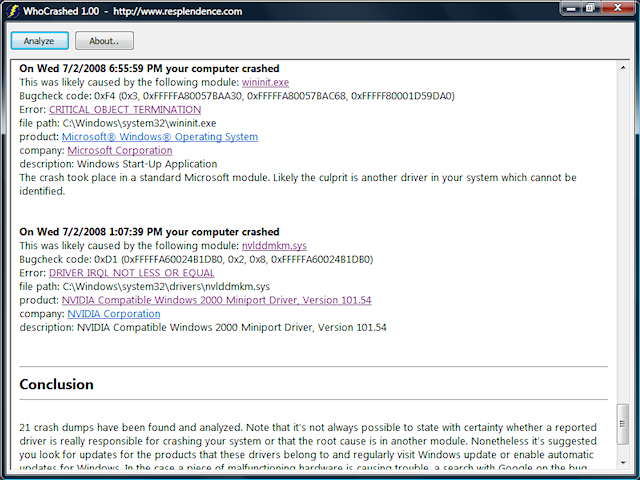 WhoCrashed 1.00 - http://www.resplendence.com
Analyze
About..
On Wed 7/2/2008 6:55:59 PM your computer crashed
This was likely caused by the following module: wininit.exe
Bugcheck code: 0xF4 (0x3, 0xFFFFFA80057BAA30, 0xFFFFFA80057BAC68, 0xFFFFF80001D59DA0)
Error: CRITICAL_OBJECT_TERMINATION
file path: C:\Windows\system32\wininit.exe
product: Microsoft® Windows® Operating System
company: Microsoft Corporation
description: Windows Start-Up Application
The crash took place in a standard Microsoft module. Likely the culprit is another driver in your system which cannot be
identified.
On Wed 7/2/2008 1:07:39 PM your computer crashed
This was likely caused by the following module: nvlddmkm.sys
Bugcheck code: 0xD1 (0xFFFFFA60024B1DB0, 0x2, 0x8, 0xFFFFFA60024B1DB0)
Error: DRIVER_IRQL_NOT_LESS_OR_EQUAL
file path: C:\Windows\system32\drivers\nvlddmkm.sys
product: NVIDIA Compatible Windows 2000 Miniport Driver, Version 101.54
company: NVIDIA Corporation
description: NVIDIA Compatible Windows 2000 Miniport Driver, Version 101.54
Conclusion
21 crash dumps have been found and analyzed. Note that it's not always possible to state with certainty whether a reported
driver is really responsible for crashing your system or that the root cause is in another module. Nonetheless it's suggested
you look for updates for the products that these drivers belong to and regularly visit Windows update or enable automatic
updates for Windows. In the case a piece of malfunctioning hardware is causing trouble, a search with Google on the bug